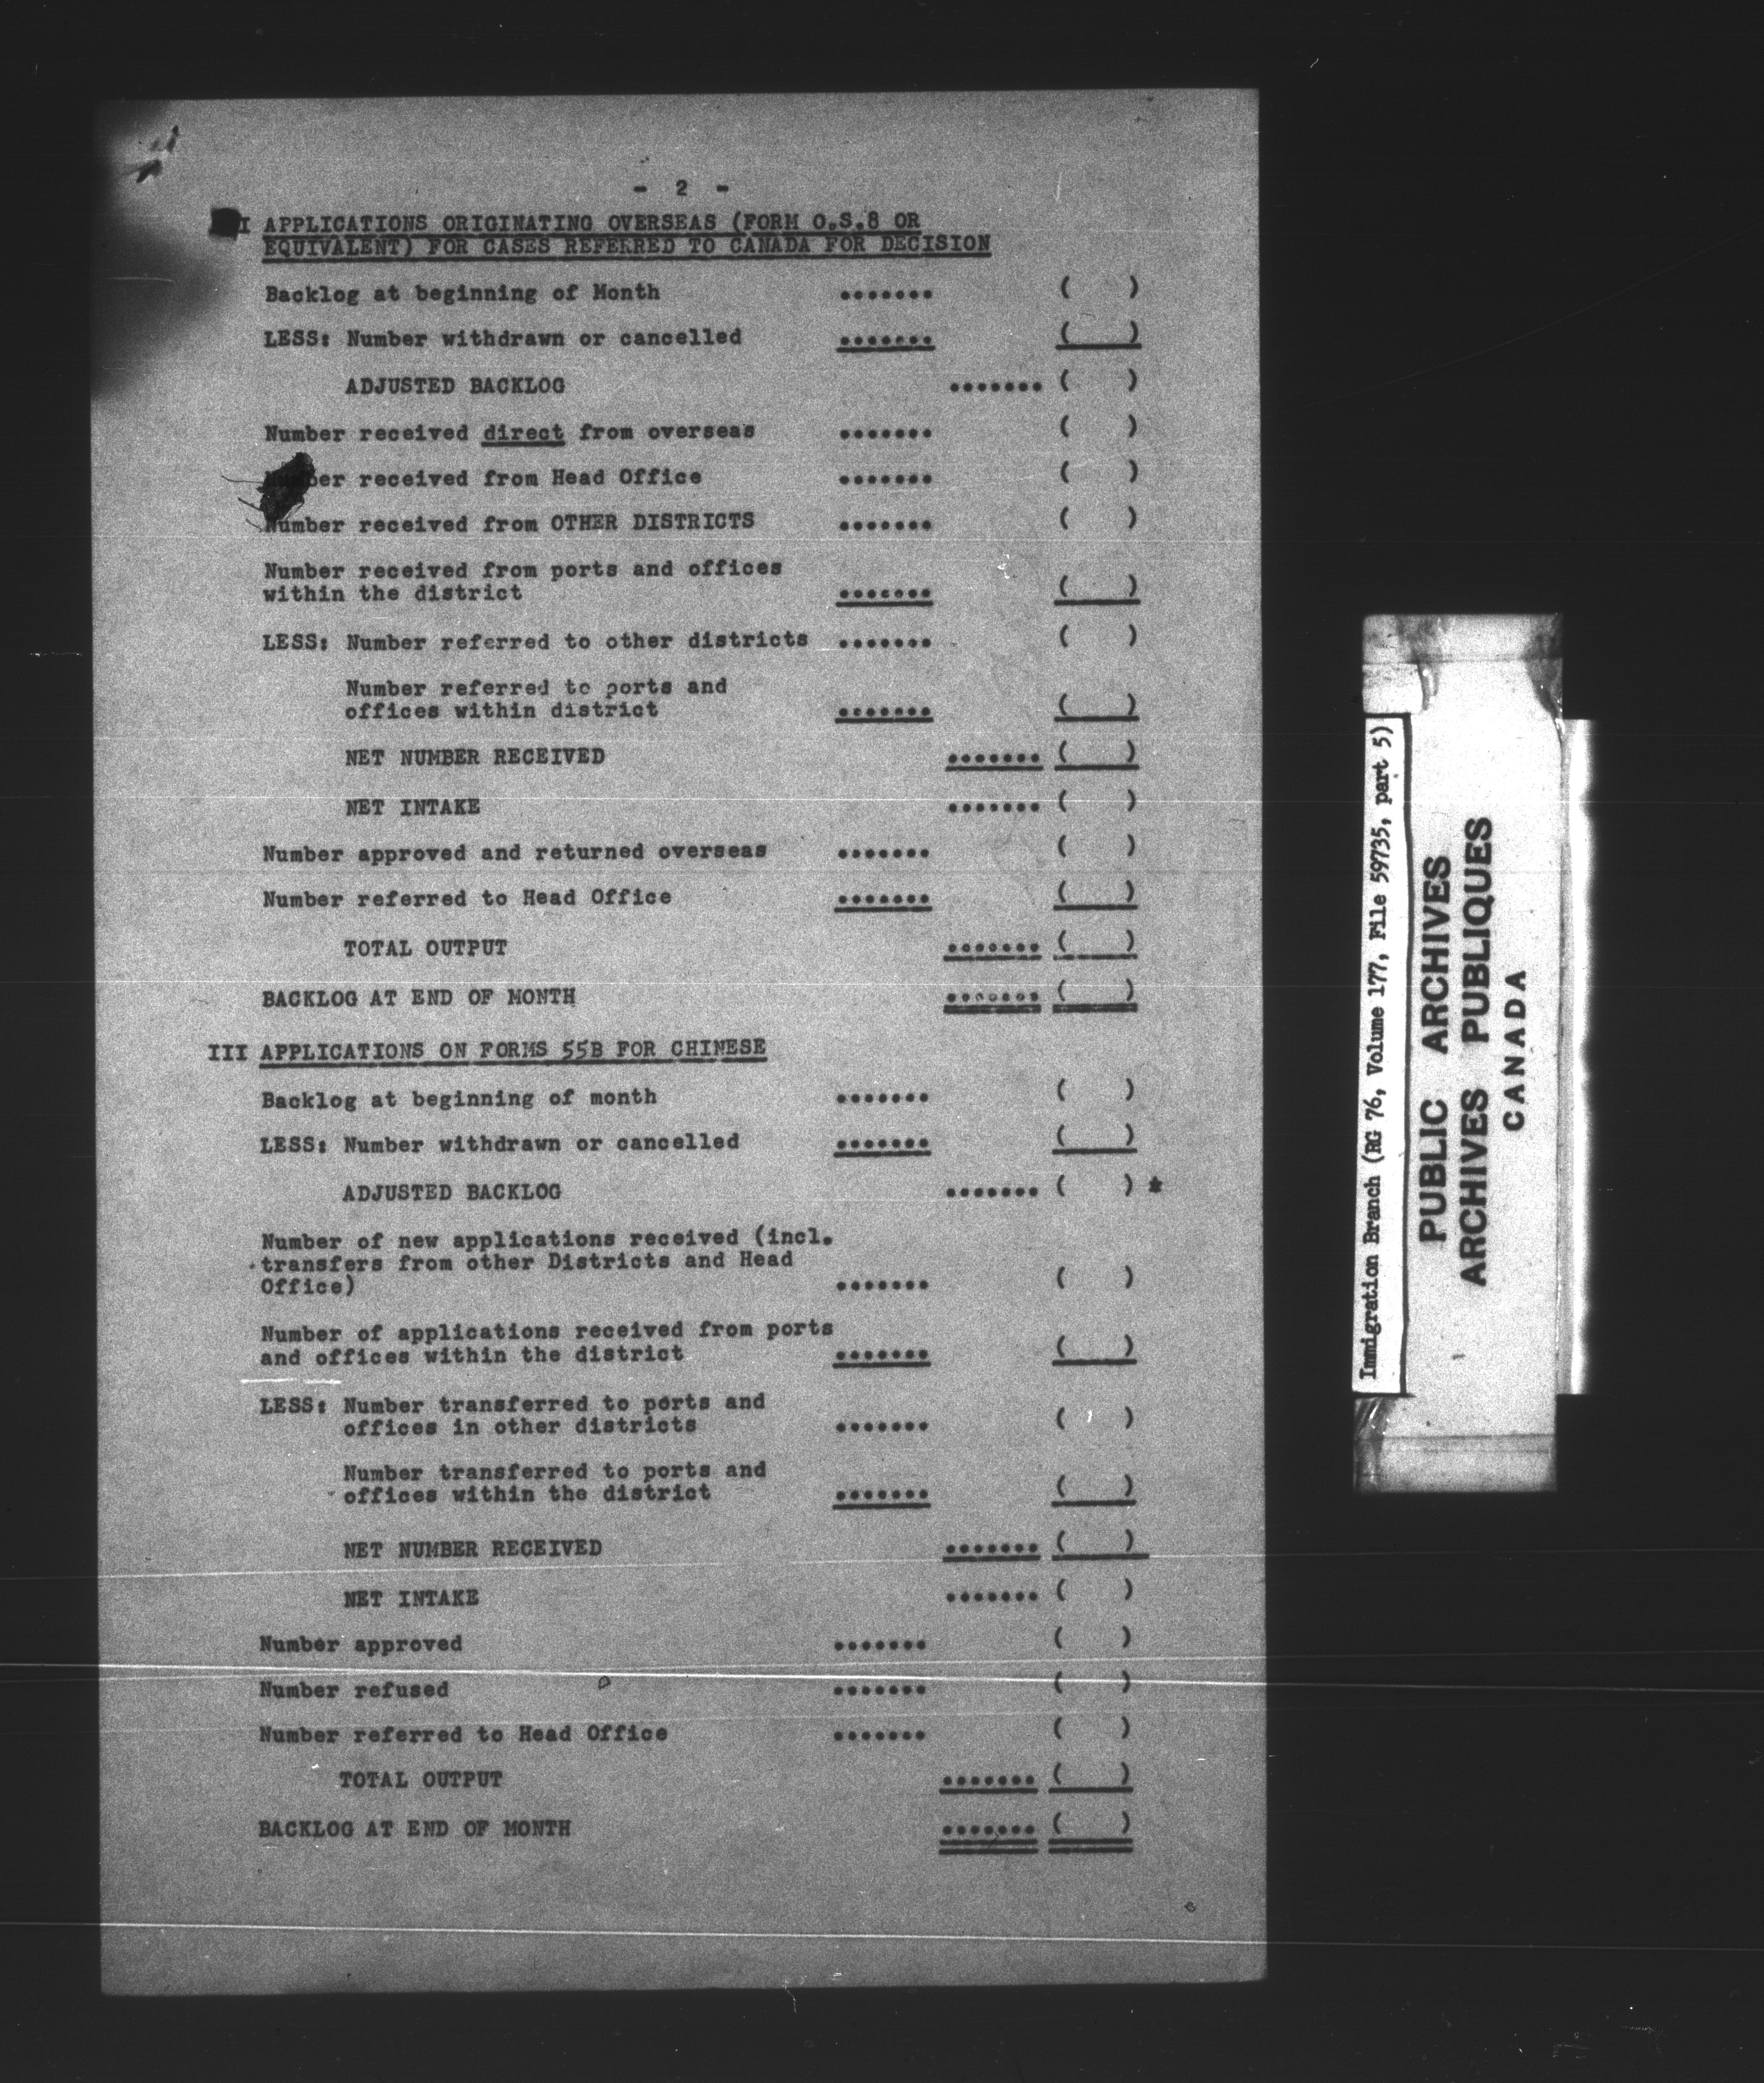 - 2 -
I APPLICATIONS ORIGINATING OVERSEAS (FORM O.S.8 OR
EQUIVALENT) FOR CASES REFERRED TO CANADA FOR DECISION
Backlog at beginning of Month ....... ( )
LESS: Number withdrawn or cancelled ....... ( )
ADJUSTED BACKLOG ....... ( )
Number received direct from overseas ....... ( )
Number received from Head Office ....... ( )
Number received from OTHER DISTRICTS ....... ( )
Number received from ports and offices
within the district ....... ( )
LESS: Number referred to other districts ....... ( )
Number referred to ports and
offices within district ....... ( )
NET NUMBER RECEIVED ....... ( )
NET INTAKE ....... ( )
Number approved and returned overseas ....... ( )
Number referred to Head Office ....... ( )
TOTAL OUTPUT ....... ( )
BACKLOG AT END OF MONTH ....... ( )
III APPLICATIONS ON FORMS 55B FOR CHINESE
Backlog at beginning of month ....... ( )
LESS: Number withdrawn or cancelled ....... ( )
ADJUSTED BACKLOG ....... ( ) *
Number of new applications received (incl.
transfers from other Districts and Head
Office) ....... ( )
Number of applications received from ports
and offices within the district ....... ( )
LESS: Number transferred to ports and
offices in other districts ....... ( )
Number transferred to ports and
offices within the district ....... ( )
NET NUMBER RECEIVED ....... ( )
NET INTAKE ....... ( )
Number approved ....... ( )
Number refused ....... ( )
Number referred to Head Office ....... ( )
TOTAL OUTPUT ....... ( )
BACKLOG AT END OF MONTH ....... ( )
Immigration Branch (RG 76, Volume 177, File 59735, part 5)
PUBLIC ARCHIVES
ARCHIVES PUBLIQUES
CANADA